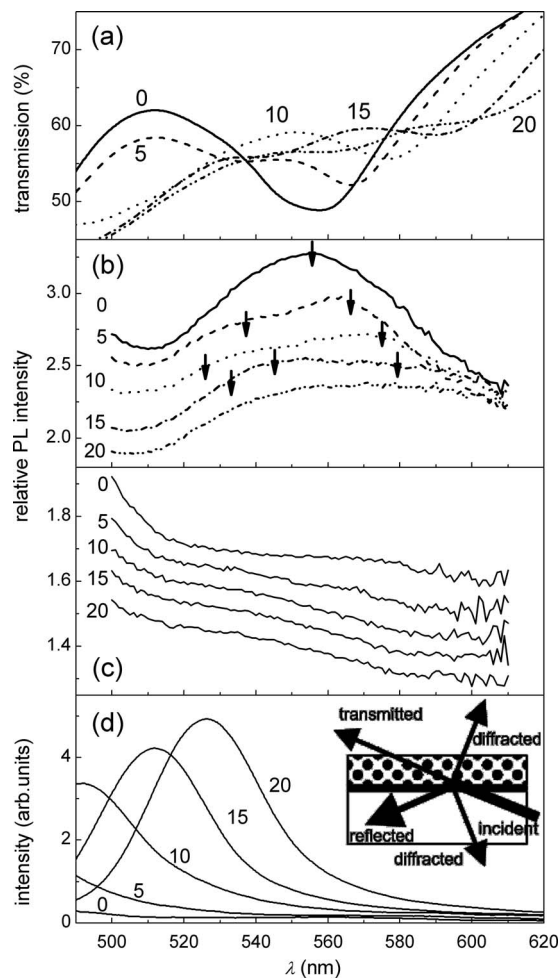 (a)
transmission (%)
70
60
50
0
5
10
15
20
(b)
relative PL intensity
3.0
2.5
2.0
0
5
10
15
20
(c)
1.8
1.6
1.4
0
5
10
15
20
(d)
intensity (arb.units)
4
2
0
0
5
10
15
20
transmitted
diffracted
reflected
incident
diffracted
500 520 540 560 580 600 620
λ (nm)